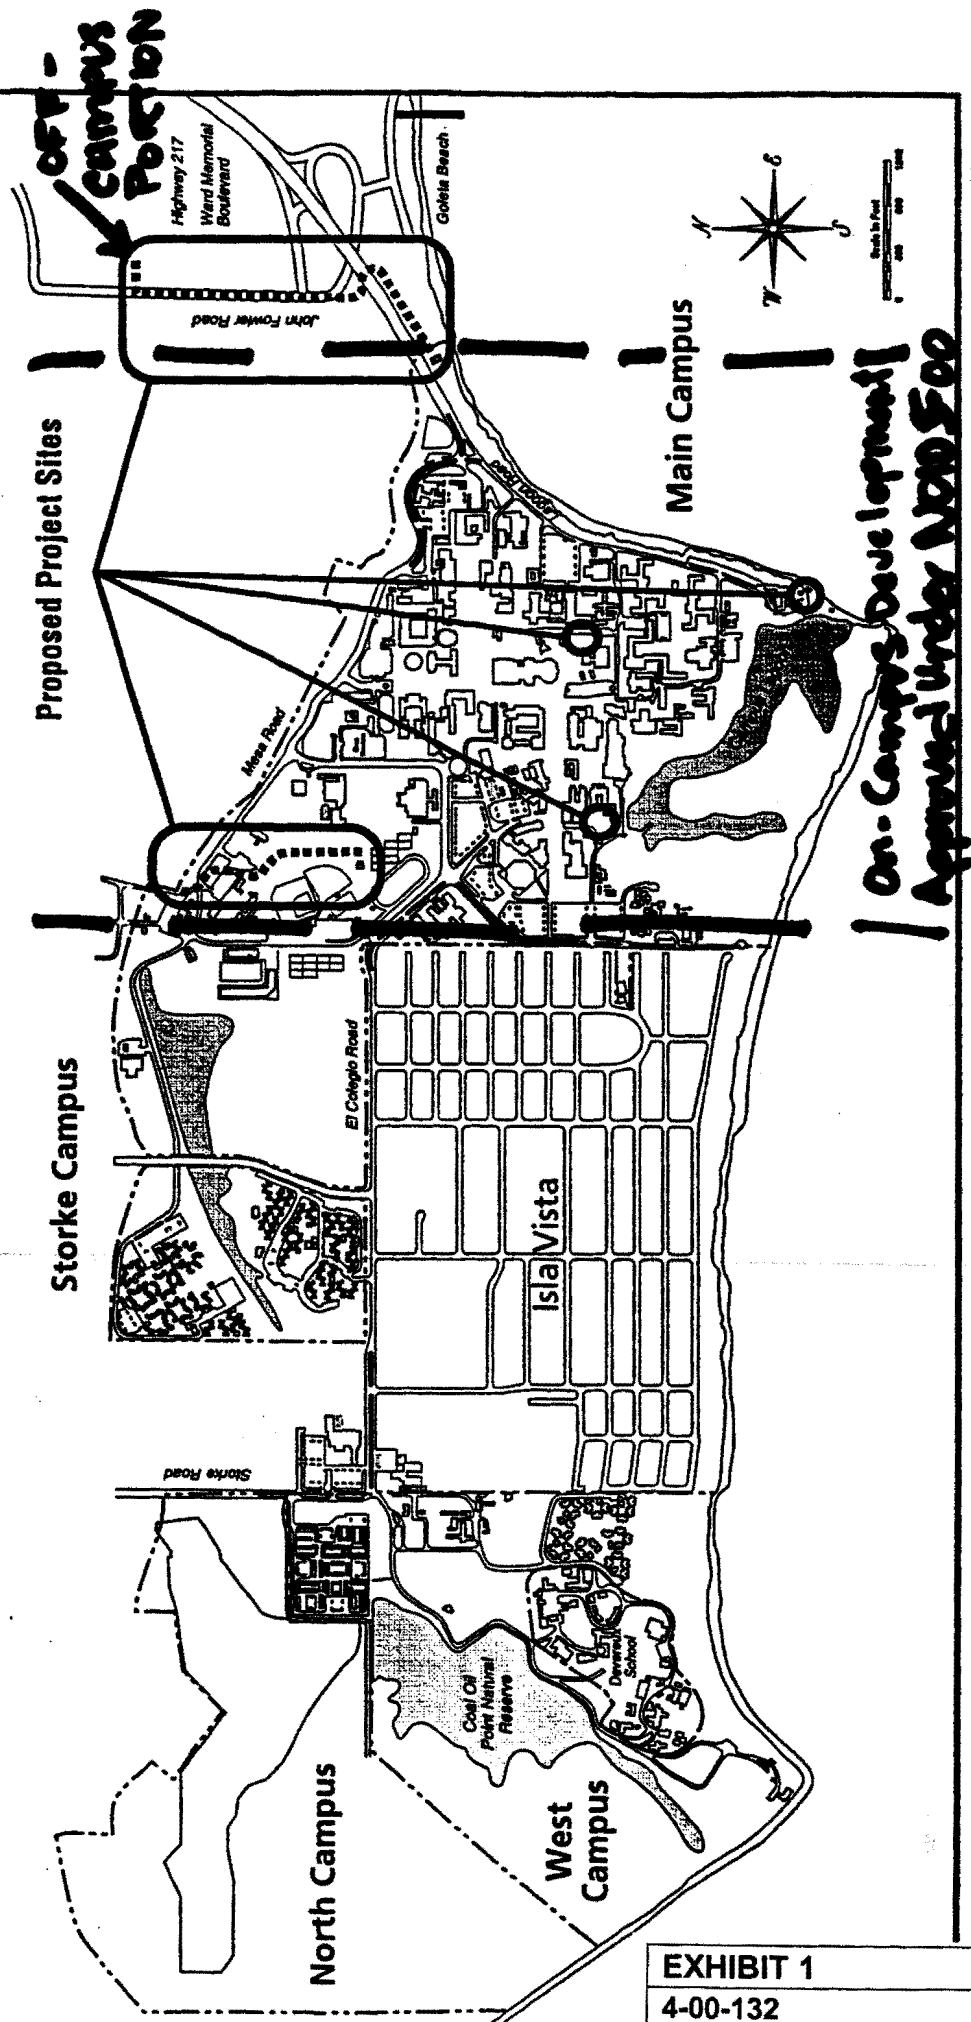 OFF-
CAMPUS
PORTION
Highway 217
Ward Memorial
Boulevard
Goleta Beach
John Fowler Road
N
E
S
W
Scale in Feet
Proposed Project Sites
Main Campus
Lagoon Road
Mesa Road
On-Campus Development
Approved Under NOID 5-00
Storke Campus
El Colegio Road
Isla Vista
Storke Road
Coal Oil
Point Natural
Reserve
Devereux
School
North Campus
West
Campus
EXHIBIT 1
4-00-132